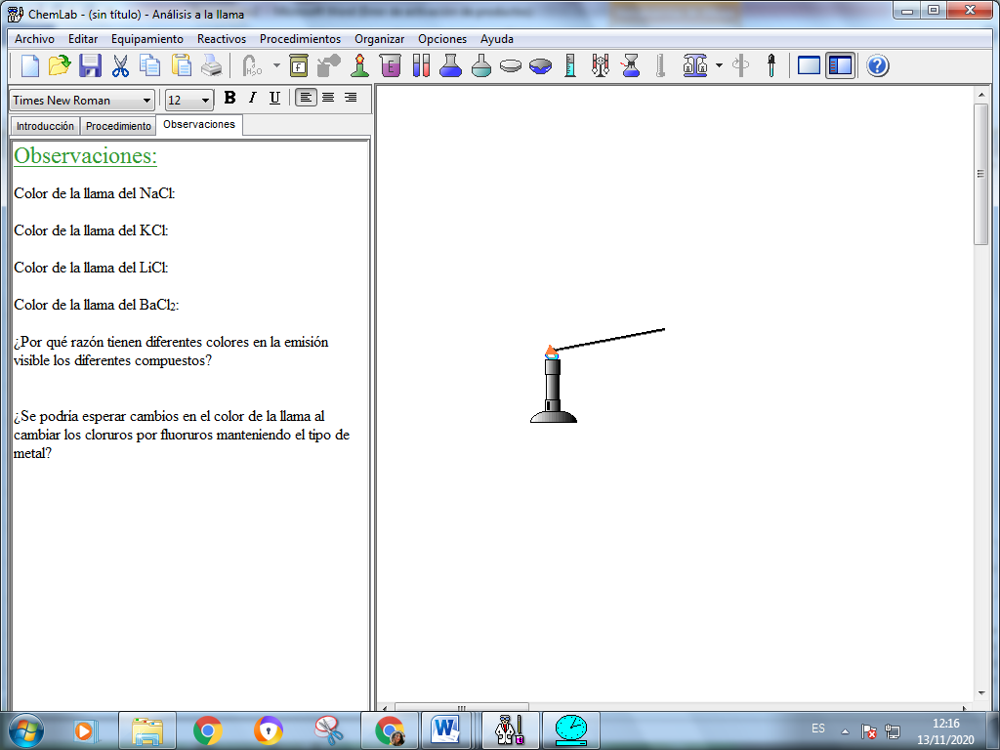 ChemLab - (sin título) - Análisis a la llama
Archivo Editar Equipamiento Reactivos Procedimientos Organizar Opciones Ayuda
Times New Roman 12 B I U
Introducción Procedimiento Observaciones
Observaciones:
Color de la llama del NaCl:
Color de la llama del KCl:
Color de la llama del LiCl:
Color de la llama del BaCl₂:
¿Por qué razón tienen diferentes colores en la emisión
visible los diferentes compuestos?
¿Se podría esperar cambios en el color de la llama al
cambiar los cloruros por fluoruros manteniendo el tipo de
metal?
ES 12:16
13/11/2020